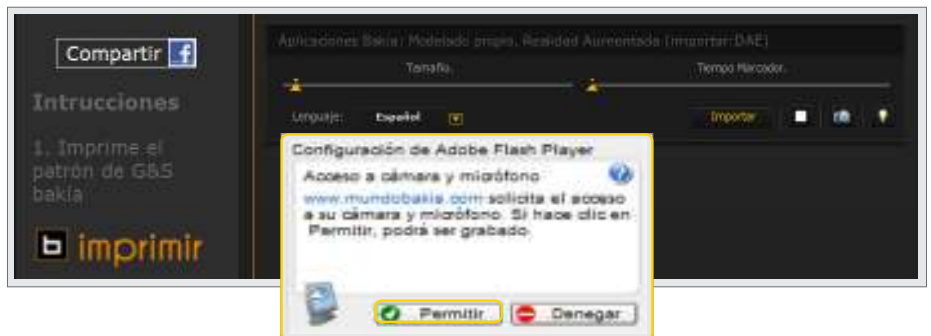 Compartir f
Intrucciones
1. Imprime el
patrón de G&S
bakia
b imprimir
Aplicaciones Bakia: Modelado propio, Realidad Aumentada (importar DAE)
Tamaño.
Tiempo Marcador.
Lenguaje: Español
Importar
Configuración de Adobe Flash Player
Acceso a cámara y micrófono
www.mundobakia.com solicita el acceso
a su cámara y micrófono. Si hace clic en
Permitir, podrá ser grabado.
Permitir
Denegar